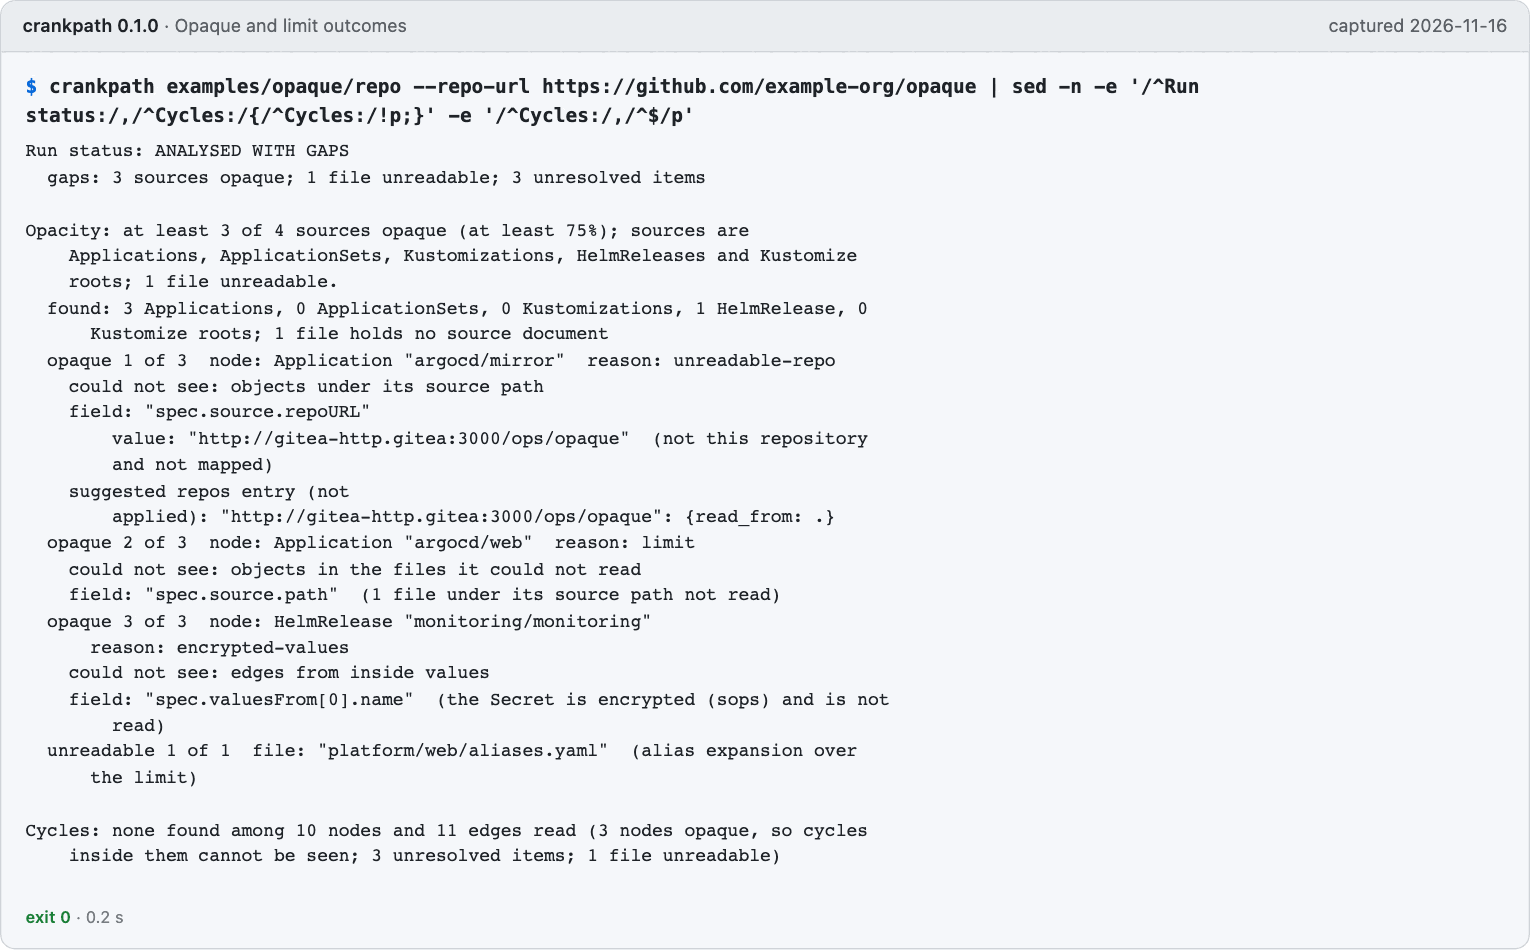 crankpath 0.1.0 · Opaque and limit outcomes
captured 2026-11-16
$ crankpath examples/opaque/repo --repo-url https://github.com/example-org/opaque | sed -n -e '/^Run
status:/,/^Cycles:/{/^Cycles:/!p;}' -e '/^Cycles:/,/^$/p'
Run status: ANALYSED WITH GAPS
  gaps: 3 sources opaque; 1 file unreadable; 3 unresolved items

Opacity: at least 3 of 4 sources opaque (at least 75%); sources are
    Applications, ApplicationSets, Kustomizations, HelmReleases and Kustomize
    roots; 1 file unreadable.
  found: 3 Applications, 0 ApplicationSets, 0 Kustomizations, 1 HelmRelease, 0
      Kustomize roots; 1 file holds no source document
  opaque 1 of 3  node: Application "argocd/mirror"  reason: unreadable-repo
    could not see: objects under its source path
    field: "spec.source.repoURL"
        value: "http://gitea-http.gitea:3000/ops/opaque"  (not this repository
        and not mapped)
    suggested repos entry (not
        applied): "http://gitea-http.gitea:3000/ops/opaque": {read_from: .}
  opaque 2 of 3  node: Application "argocd/web"  reason: limit
    could not see: objects in the files it could not read
    field: "spec.source.path"  (1 file under its source path not read)
  opaque 3 of 3  node: HelmRelease "monitoring/monitoring"
      reason: encrypted-values
    could not see: edges from inside values
    field: "spec.valuesFrom[0].name"  (the Secret is encrypted (sops) and is not
        read)
  unreadable 1 of 1  file: "platform/web/aliases.yaml"  (alias expansion over
      the limit)

Cycles: none found among 10 nodes and 11 edges read (3 nodes opaque, so cycles
    inside them cannot be seen; 3 unresolved items; 1 file unreadable)

exit 0 · 0.2 s